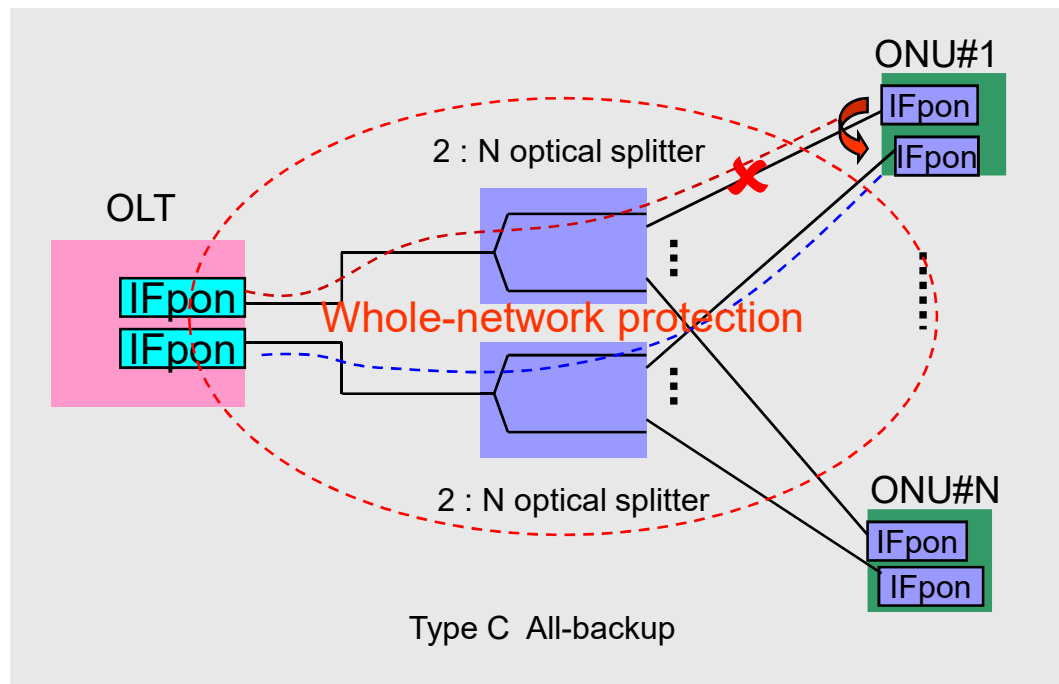 ONU#1
IFpon
2 : N optical splitter
IFpon
OLT
IFpon
Whole-network protection
IFpon
2 : N optical splitter
ONU#N
IFpon
IFpon
Type C All-backup